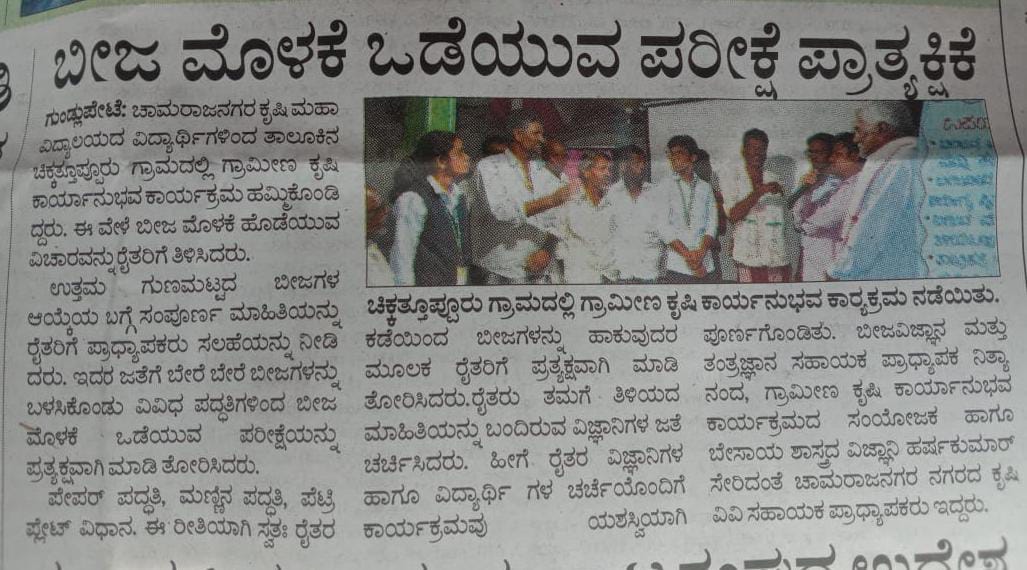 ಬೀಜ ಮೊಳಕೆ ಒಡೆಯುವ ಪರೀಕ್ಷೆ ಪ್ರಾತ್ಯಕ್ಷಿಕೆ
ಗುಂಡ್ಲುಪೇಟೆ: ಚಾಮರಾಜನಗರ ಕೃಷಿ ಮಹಾ
ವಿದ್ಯಾಲಯದ ವಿದ್ಯಾರ್ಥಿಗಳಿಂದ ತಾಲೂಕಿನ
ಚಿಕ್ಕತ್ತೂಪ್ಪೂರು ಗ್ರಾಮದಲ್ಲಿ ಗ್ರಾಮೀಣ ಕೃಷಿ
ಕಾರ್ಯಾನುಭವ ಕಾರ್ಯಕ್ರಮ ಹಮ್ಮಿಕೊಂಡಿ
ದ್ದರು. ಈ ವೇಳೆ ಬೀಜ ಮೊಳಕೆ ಹೊಡೆಯುವ
ವಿಚಾರವನ್ನು ರೈತರಿಗೆ ತಿಳಿಸಿದರು.
ಉತ್ತಮ ಗುಣಮಟ್ಟದ ಬೀಜಗಳ
ಆಯ್ಕೆಯ ಬಗ್ಗೆ ಸಂಪೂರ್ಣ ಮಾಹಿತಿಯನ್ನು
ರೈತರಿಗೆ ಪ್ರಾಧ್ಯಾಪಕರು ಸಲಹೆಯನ್ನು ನೀಡಿ
ದರು. ಇದರ ಜತೆಗೆ ಬೇರೆ ಬೇರೆ ಬೀಜಗಳನ್ನು
ಬಳಸಿಕೊಂಡು ವಿವಿಧ ಪದ್ಧತಿಗಳಿಂದ ಬೀಜ
ಮೊಳಕೆ ಒಡೆಯುವ ಪರೀಕ್ಷೆಯನ್ನು
ಪ್ರತ್ಯಕ್ಷವಾಗಿ ಮಾಡಿ ತೋರಿಸಿದರು.
ಪೇಪರ್ ಪದ್ಧತಿ, ಮಣ್ಣಿನ ಪದ್ಧತಿ, ಪೆಟ್ರಿ
ಪ್ಲೇಟ್ ವಿಧಾನ. ಈ ರೀತಿಯಾಗಿ ಸ್ವತಃ ರೈತರ
ಚಿಕ್ಕತ್ತೂಪ್ಪೂರು ಗ್ರಾಮದಲ್ಲಿ ಗ್ರಾಮೀಣ ಕೃಷಿ ಕಾರ್ಯನುಭವ ಕಾರ್ಯಕ್ರಮ ನಡೆಯಿತು.
ಕಡೆಯಿಂದ ಬೀಜಗಳನ್ನು ಹಾಕುವುದರ
ಮೂಲಕ ರೈತರಿಗೆ ಪ್ರತ್ಯಕ್ಷವಾಗಿ ಮಾಡಿ
ತೋರಿಸಿದರು.ರೈತರು ತಮಗೆ ತಿಳಿಯದ
ಮಾಹಿತಿಯನ್ನು ಬಂದಿರುವ ವಿಜ್ಞಾನಿಗಳ ಜತೆ
ಚರ್ಚಿಸಿದರು. ಹೀಗೆ ರೈತರ ವಿಜ್ಞಾನಿಗಳ
ಹಾಗೂ ವಿದ್ಯಾರ್ಥಿ ಗಳ ಚರ್ಚೆಯೊಂದಿಗೆ
ಕಾರ್ಯಕ್ರಮವು ಯಶಸ್ವಿಯಾಗಿ
ಪೂರ್ಣಗೊಂಡಿತು. ಬೀಜವಿಜ್ಞಾನ ಮತ್ತು
ತಂತ್ರಜ್ಞಾನ ಸಹಾಯಕ ಪ್ರಾಧ್ಯಾಪಕ ನಿತ್ಯಾ
ನಂದ, ಗ್ರಾಮೀಣ ಕೃಷಿ ಕಾರ್ಯಾನುಭವ
ಕಾರ್ಯಕ್ರಮದ ಸಂಯೋಜಕ ಹಾಗೂ
ಬೇಸಾಯ ಶಾಸ್ತ್ರದ ವಿಜ್ಞಾನಿ ಹರ್ಷಕುಮಾರ್
ಸೇರಿದಂತೆ ಚಾಮರಾಜನಗರ ನಗರದ ಕೃಷಿ
ವಿವಿ ಸಹಾಯಕ ಪ್ರಾಧ್ಯಾಪಕರು ಇದ್ದರು.